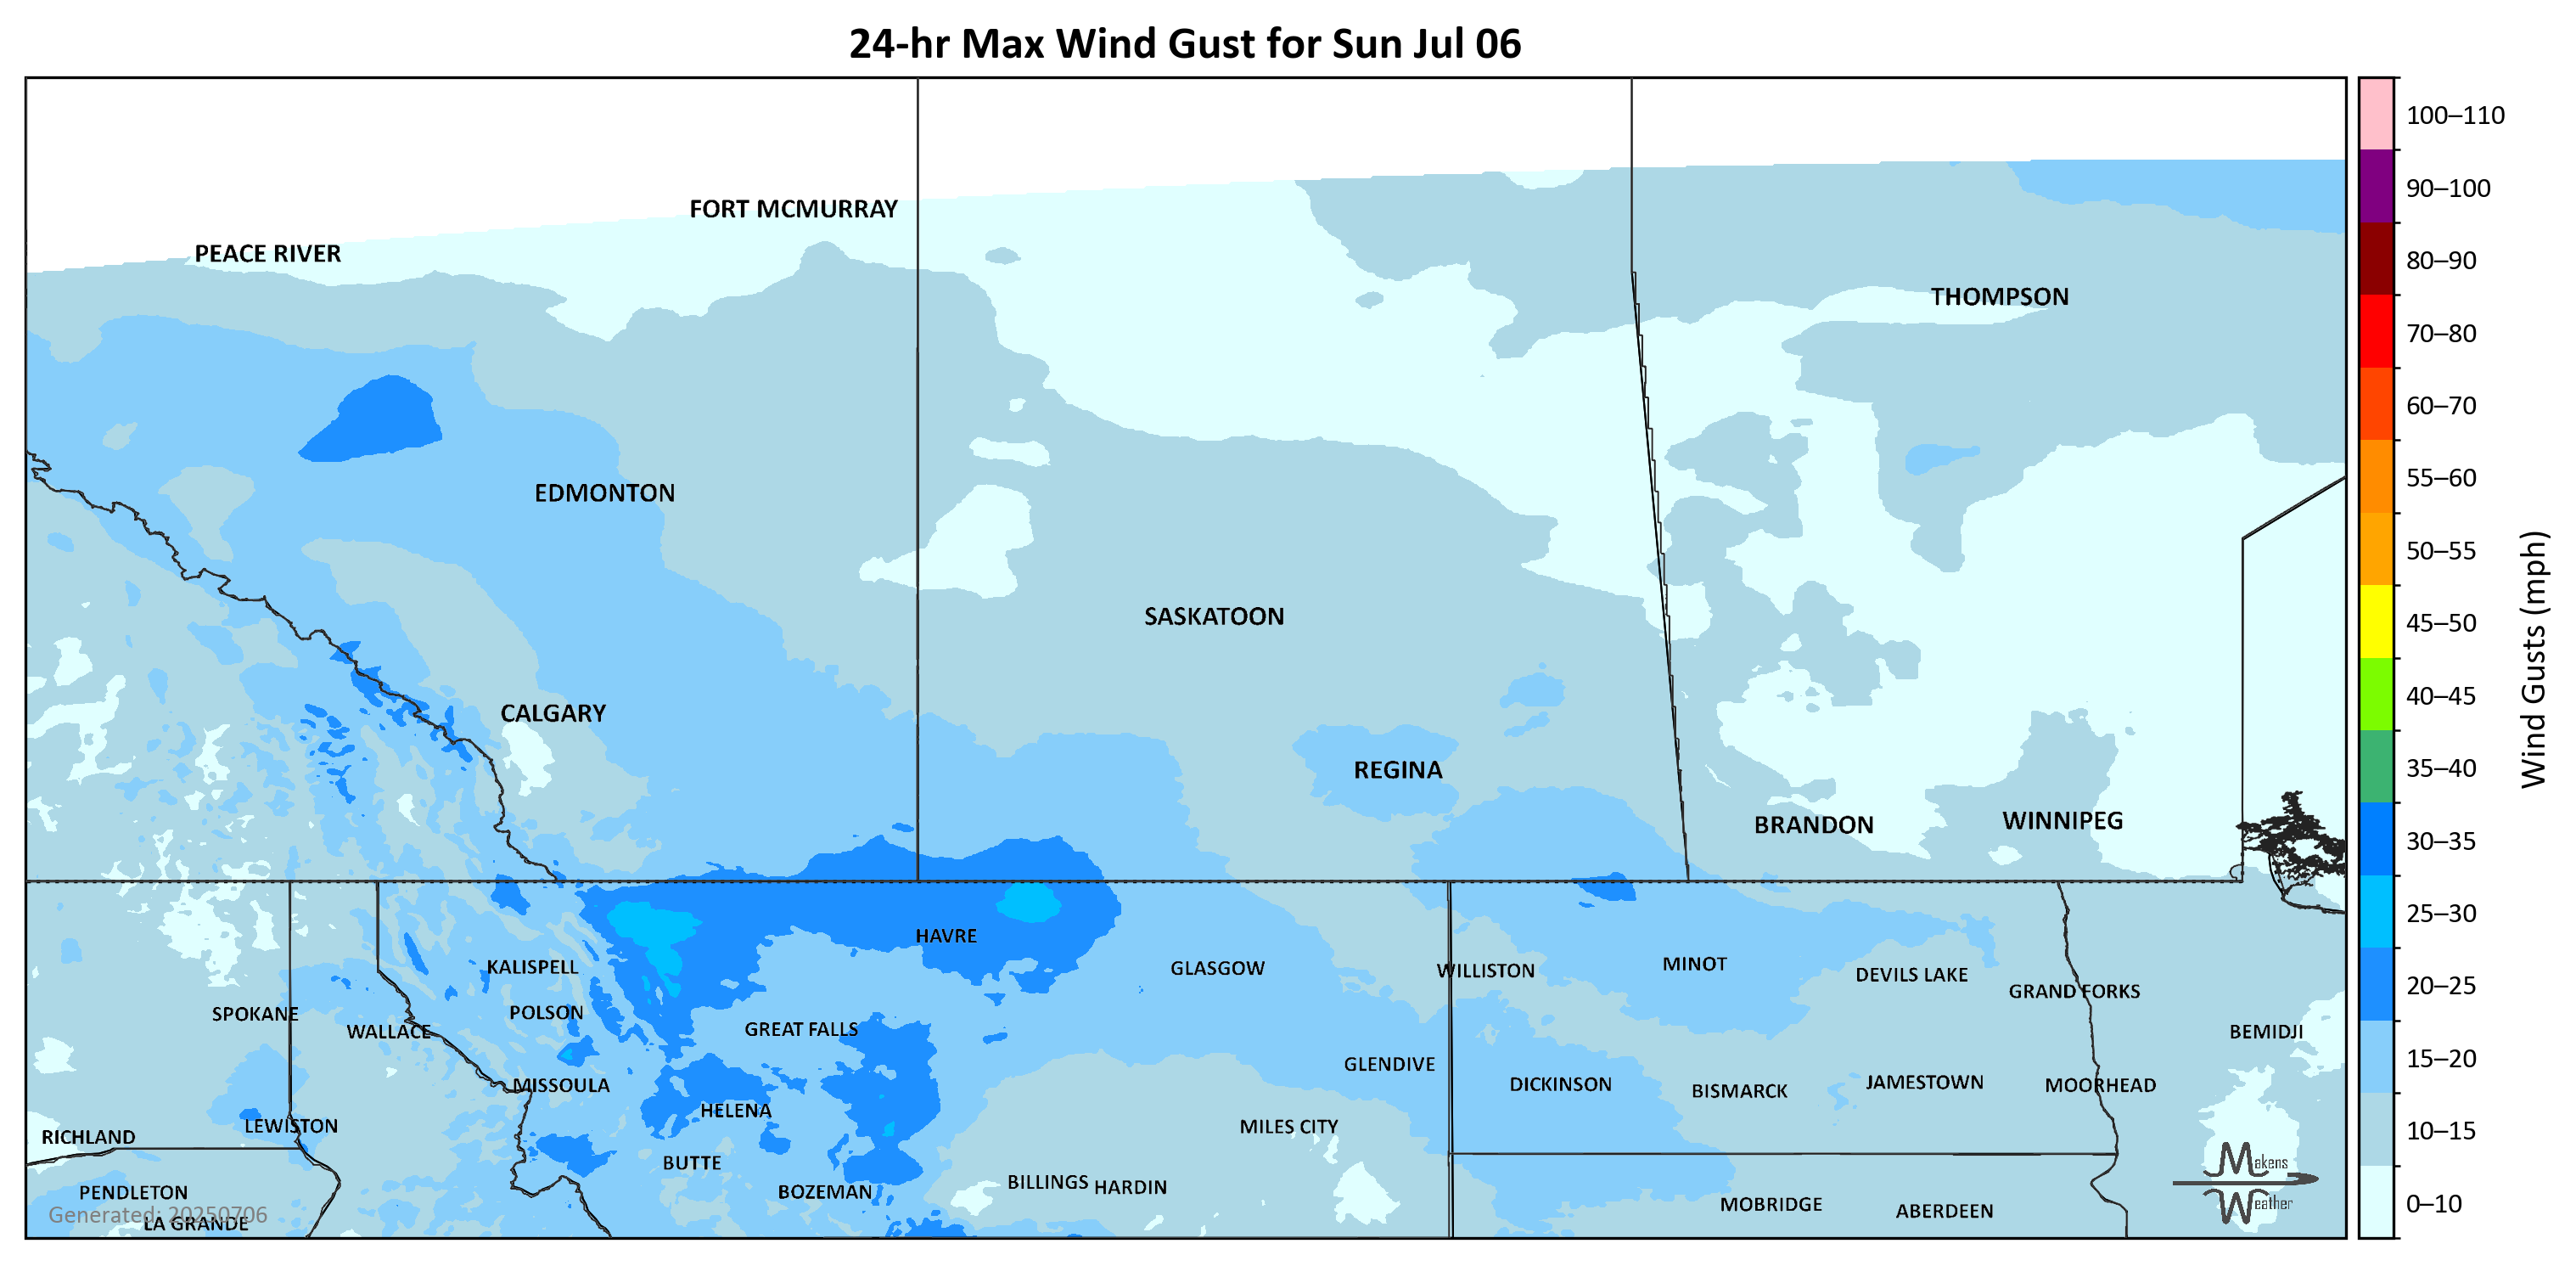 24-hr Max Wind Gust for Sun Jul 06
100–110
90–100
FORT MCMURRAY
PEACE RIVER
80–90
THOMPSON
70–80
60–70
55–60
EDMONTON
50–55
SASKATOON
45–50
Wind Gusts (mph)
40–45
CALGARY
REGINA
35–40
WINNIPEG
BRANDON
30–35
25–30
HAVRE
MINOT
KALISPELL
GLASGOW
WILLISTON
DEVILS LAKE
20–25
GRAND FORKS
POLSON
SPOKANE
GREAT FALLS
WALLACE
BEMIDJI
15–20
GLENDIVE
JAMESTOWN
DICKINSON
MISSOULA
MOORHEAD
BISMARCK
HELENA
LEWISTON
MILES CITY
10–15
RICHLAND
BUTTE
Makens
BILLINGS
HARDIN
BOZEMAN
PENDLETON
Weather
0–10
MOBRIDGE
ABERDEEN
Generated: 20250706
LA GRANDE